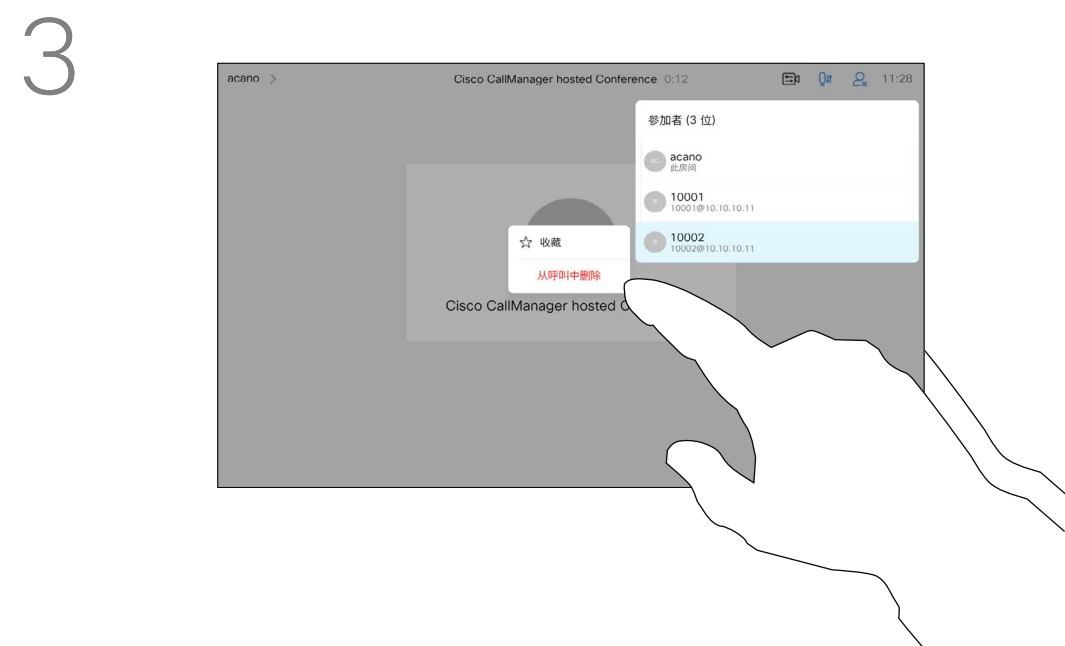 3
acano
Cisco CallManager hosted Conference 0:12
11:28
参加者 (3 位)
AC
acano
此房间
#
10001
10001@10.10.10.11
#
10002
10002@10.10.10.11
收藏
从呼叫中删除
Cisco CallManager hosted C